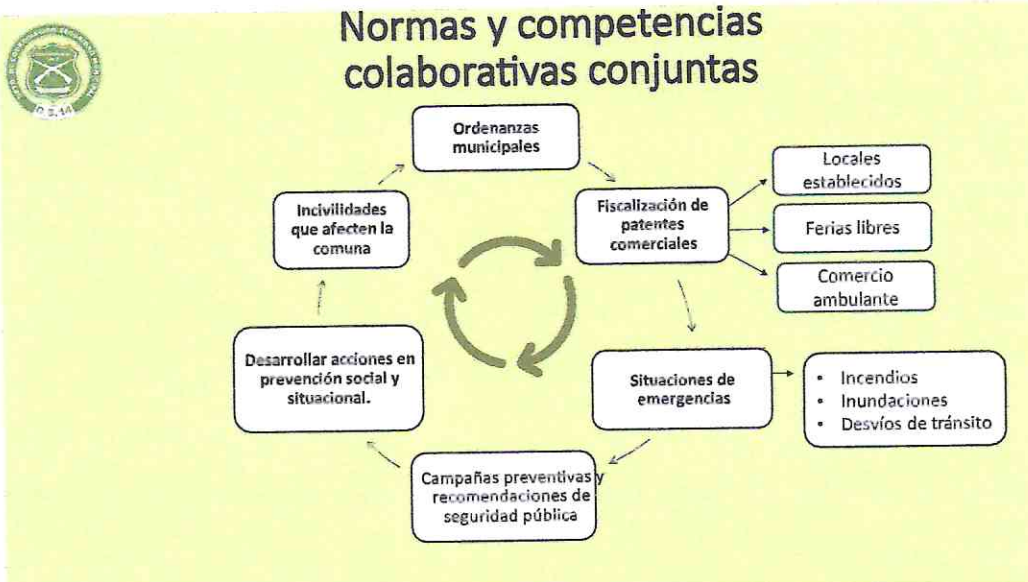 Normas y competencias
colaborativas conjuntas
O.S.14
Ordenanzas
municipales
Fiscalización de
patentes
comerciales
Locales
establecidos
Ferias libres
Comercio
ambulante
Situaciones de
emergencias
• Incendios
• Inundaciones
• Desvíos de tránsito
Campañas preventivas y
recomendaciones de
seguridad pública
Desarrollar acciones en
prevención social y
situacional.
Incivilidades
que afecten la
comuna